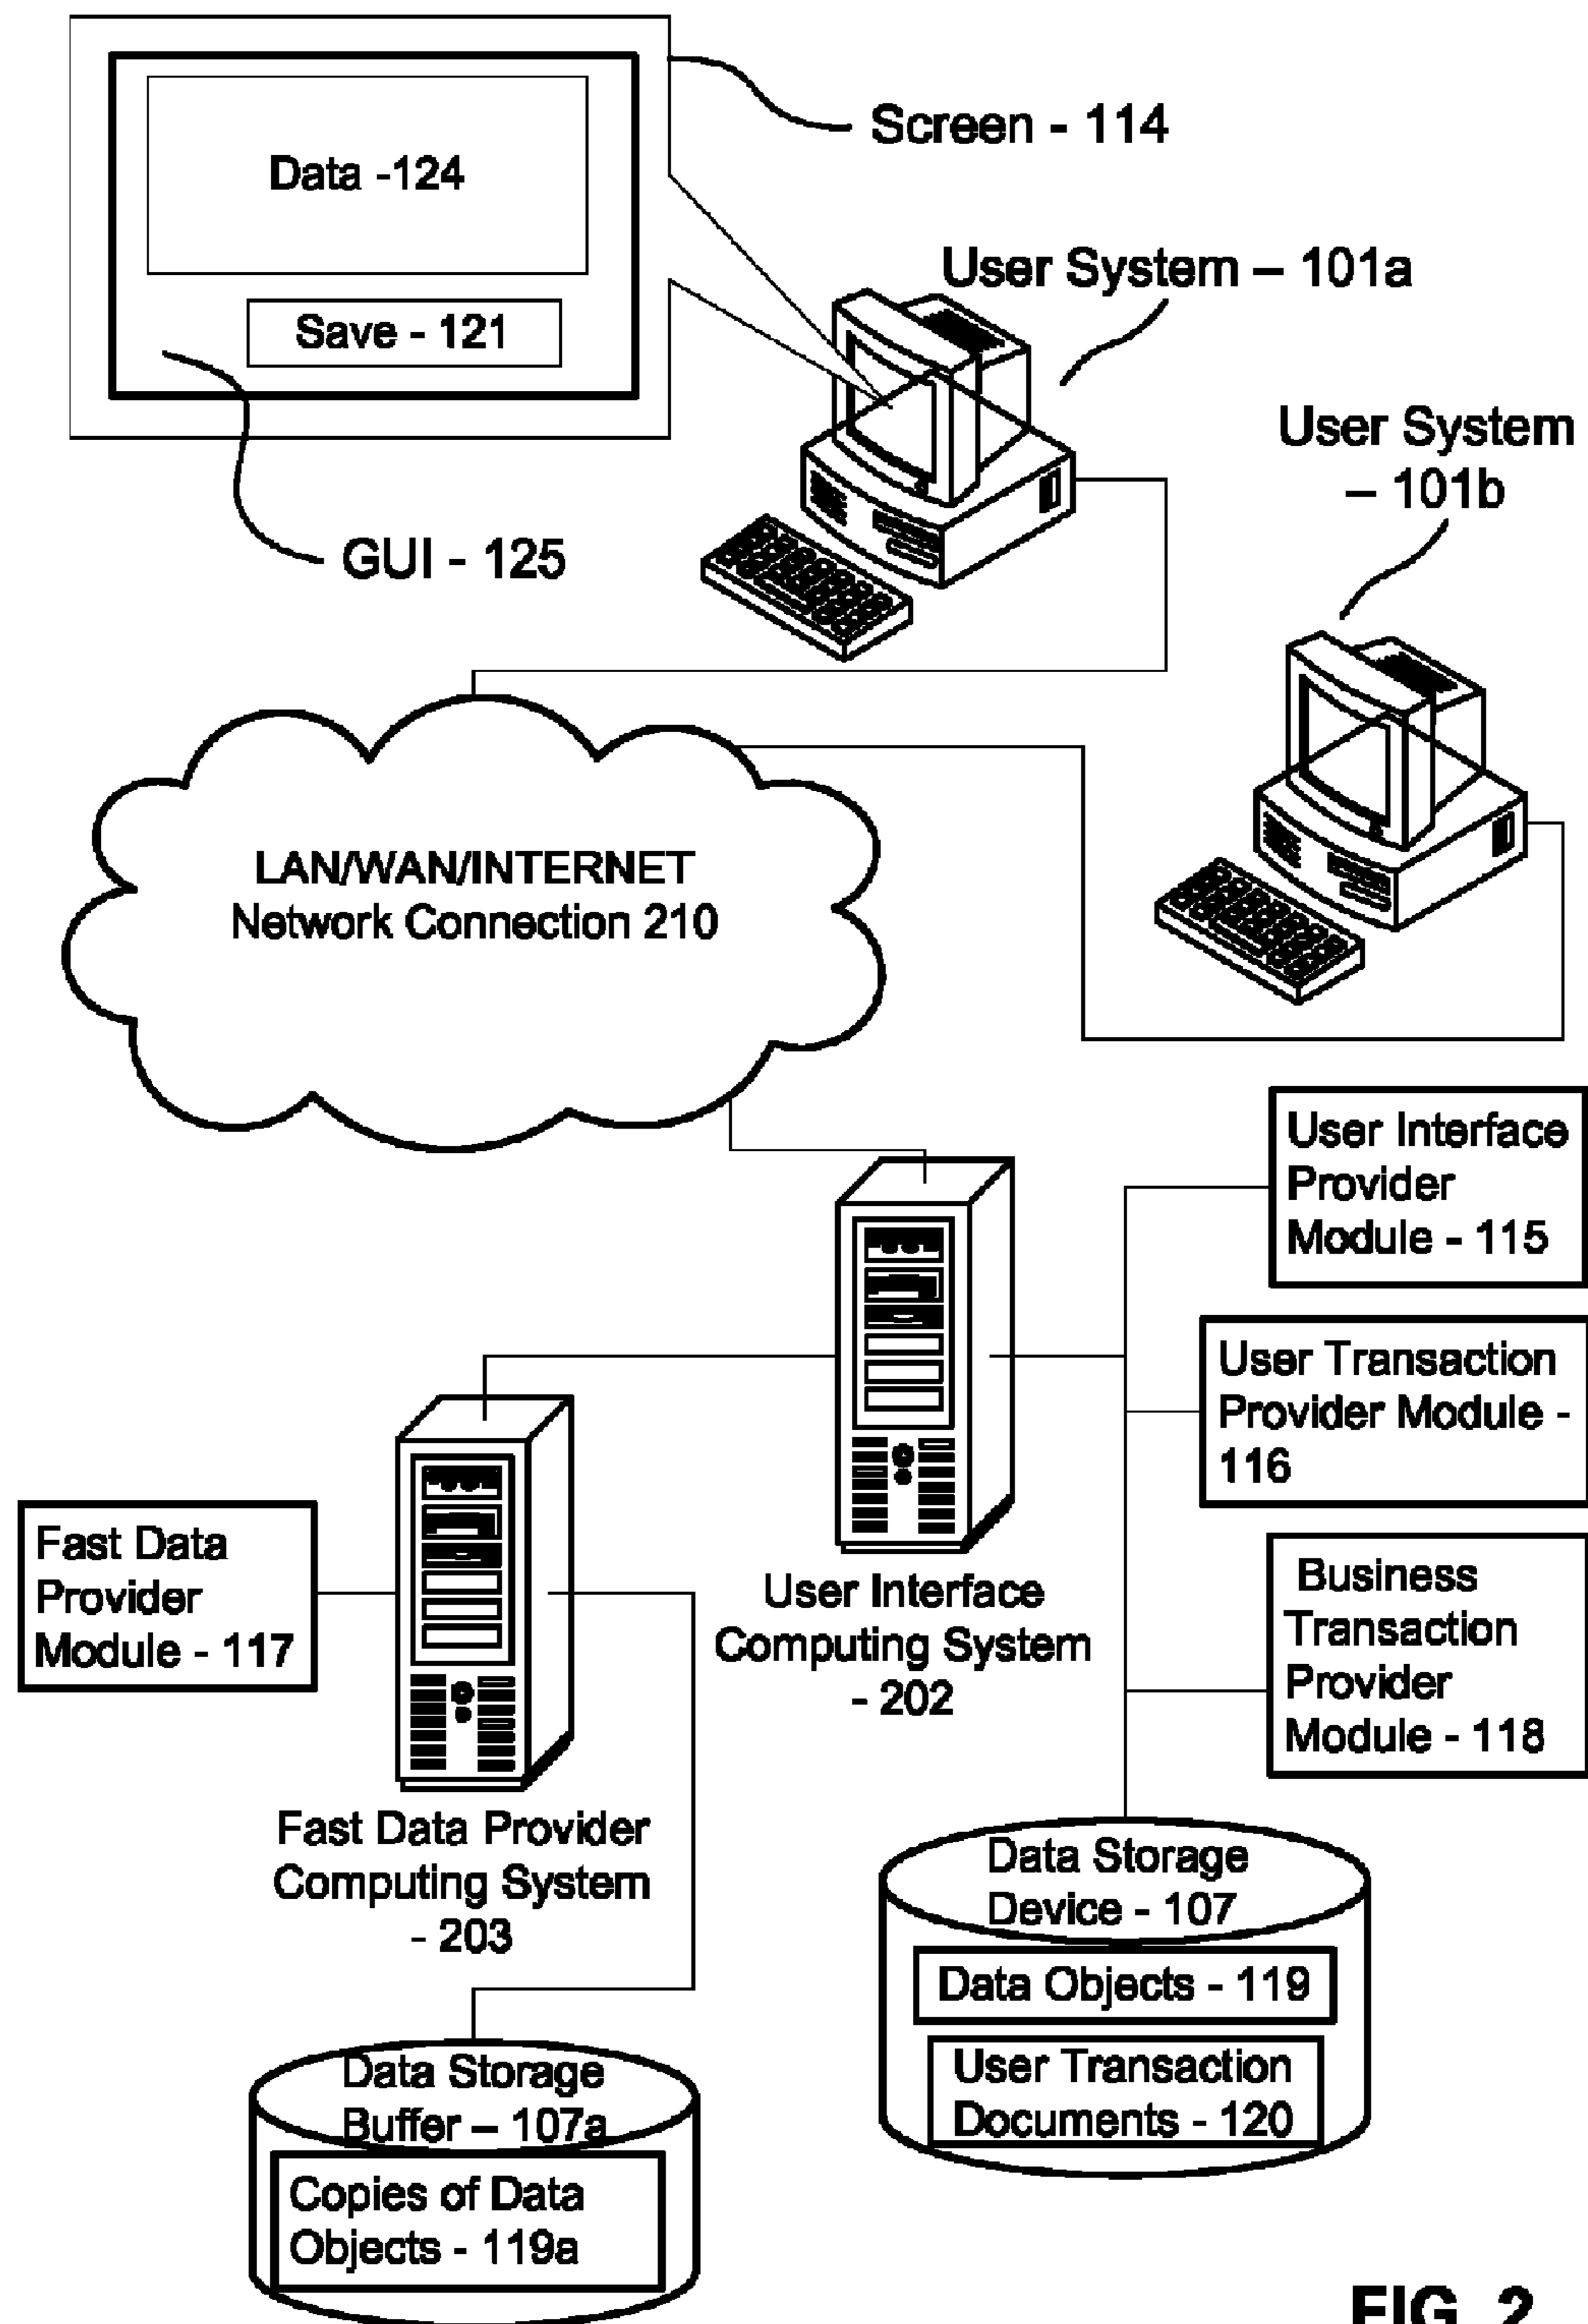 Screen - 114
Data -124
User System – 101a
Save - 121
User System
– 101b
GUI - 125
LAN/WAN/INTERNET
Network Connection 210
User Interface
Provider
Module - 115
User Transaction
Provider Module -
116
Fast Data
Provider
Module - 117
User Interface
Computing System
- 202
Business
Transaction
Provider
Module - 118
Fast Data Provider
Computing System
- 203
Data Storage
Device - 107
Data Objects - 119
User Transaction
Documents - 120
Data Storage
Buffer – 107a
Copies of Data
Objects - 119a
FIG. 2